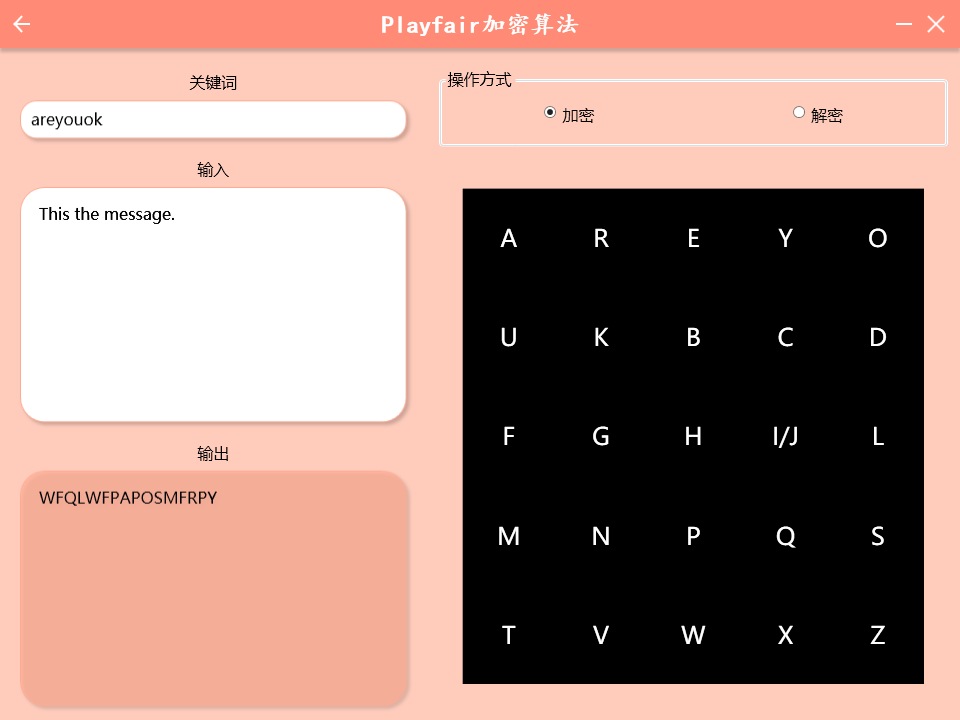 Playfair加密算法
关键词
areyouok
输入
This the message.
输出
WFQLWFPAPOSMFRPY
操作方式
加密
解密
A R E Y O
U K B C D
F G H I/J L
M N P Q S
T V W X Z